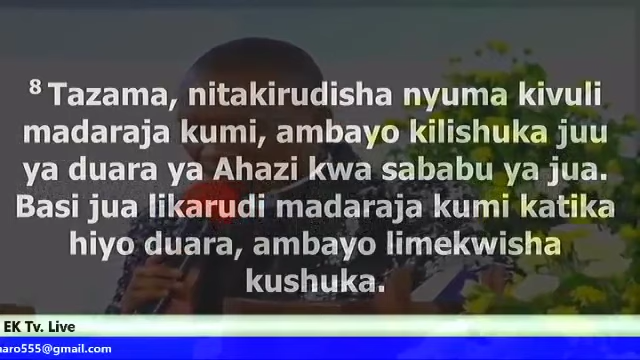 ⁸ Tazama, nitakirudisha nyuma kivuli
madaraja kumi, ambayo kilishuka juu
ya duara ya Ahazi kwa sababu ya jua.
Basi jua likarudi madaraja kumi katika
hiyo duara, ambayo limekwisha
kushuka.
EK Tv. Live
naro555@gmail.com